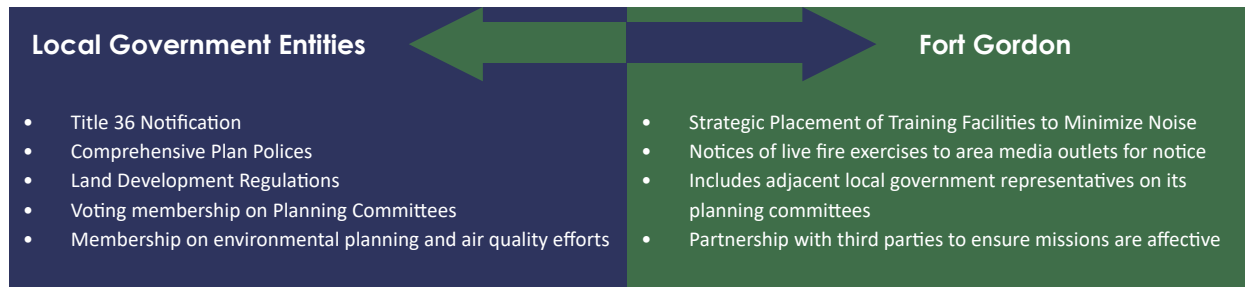 Local Government Entities
• Title 36 Notification
• Comprehensive Plan Polices
• Land Development Regulations
• Voting membership on Planning Committees
• Membership on environmental planning and air quality efforts
Fort Gordon
• Strategic Placement of Training Facilities to Minimize Noise
• Notices of live fire exercises to area media outlets for notice
• Includes adjacent local government representatives on its
planning committees
• Partnership with third parties to ensure missions are affective